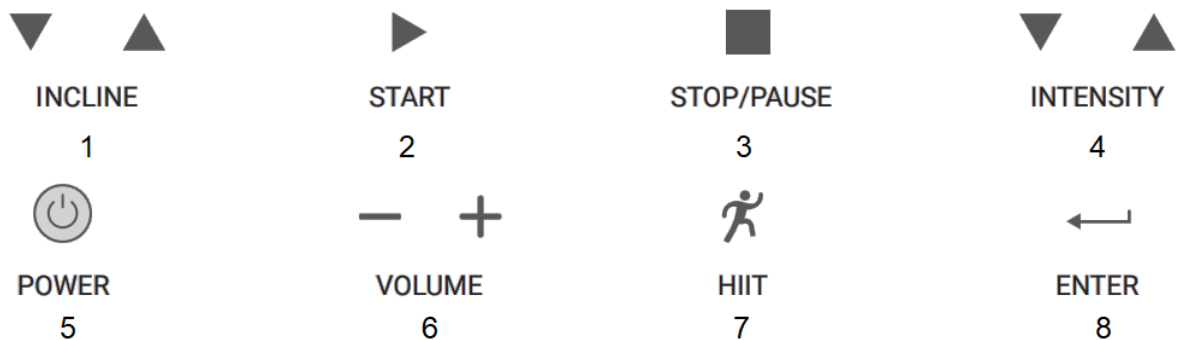 INCLINE START STOP/PAUSE INTENSITY
1 2 3 4
POWER VOLUME HIIT ENTER
5 6 7 8